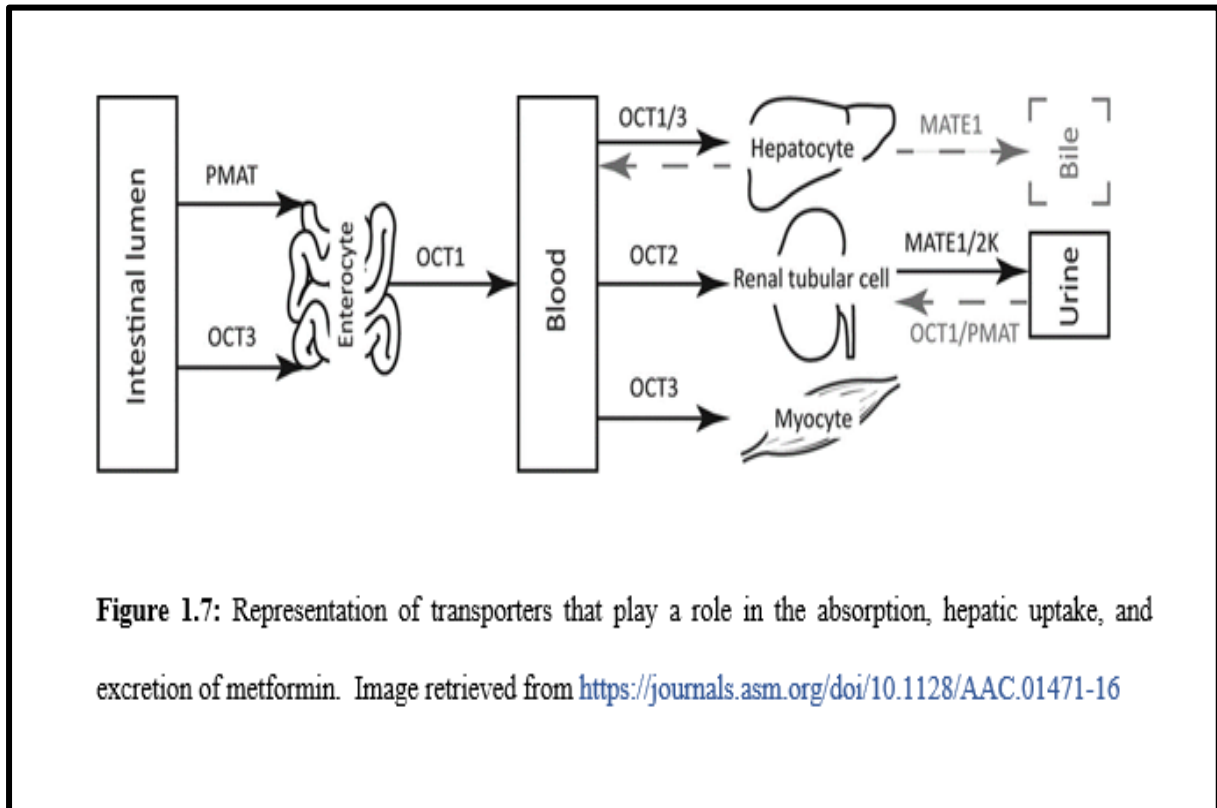 Intestinal lumen
PMAT
OCT3
Enterocyte
OCT1
Blood
OCT1/3
Hepatocyte
MATE1
Bile
OCT2
Renal tubular cell
MATE1/2K
OCT1/PMAT
Urine
OCT3
Myocyte
Figure 1.7: Representation of transporters that play a role in the absorption, hepatic uptake, and
excretion of metformin. Image retrieved from https://journals.asm.org/doi/10.1128/AAC.01471-16